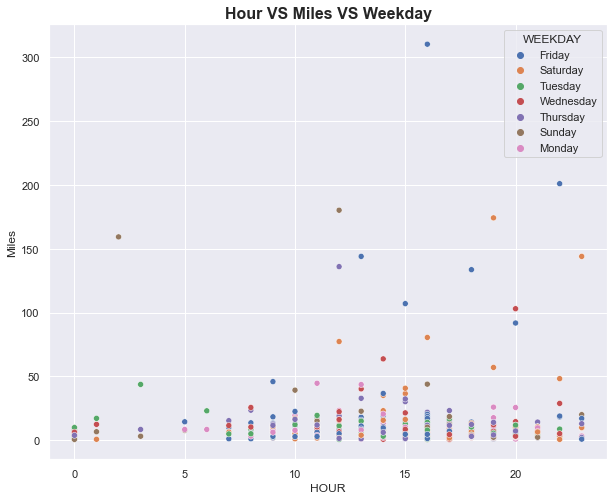 Hour VS Miles VS Weekday
WEEKDAY
Friday
Saturday
Tuesday
Wednesday
Thursday
Sunday
Monday
300
250
200
150
100
50
0
Miles
0 5 10 15 20
HOUR